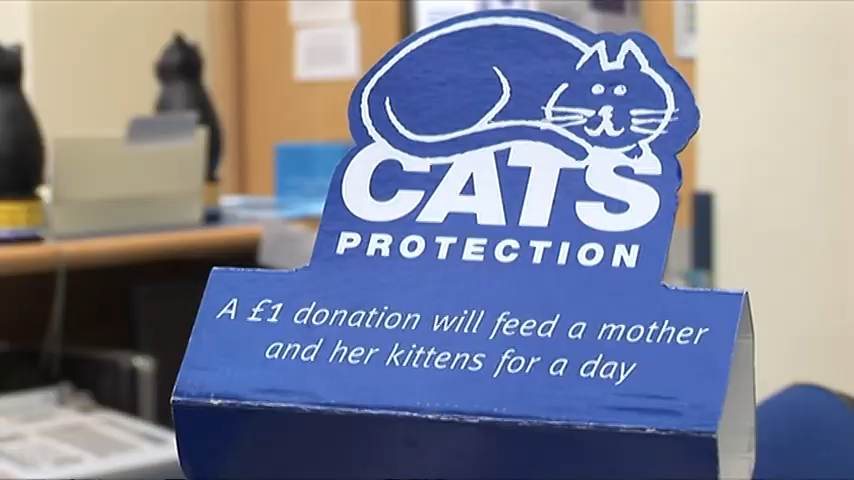 CATS
PROTECTION
A £1 donation will feed a mother
and her kittens for a day